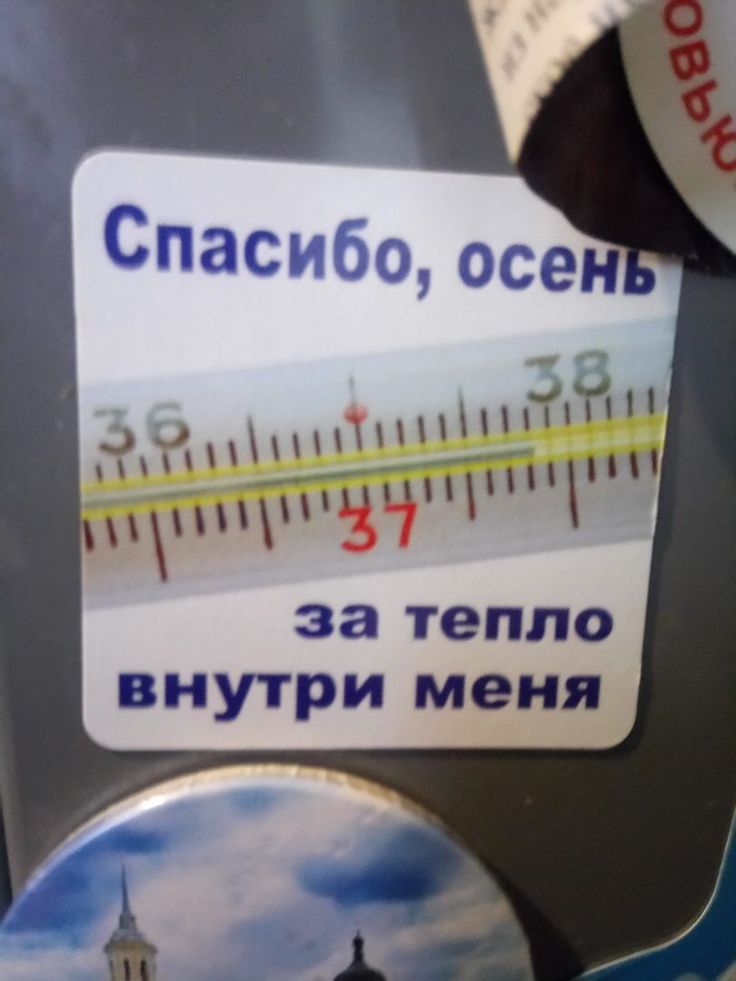 Спасибо, осень
36
38
37
за тепло
внутри меня